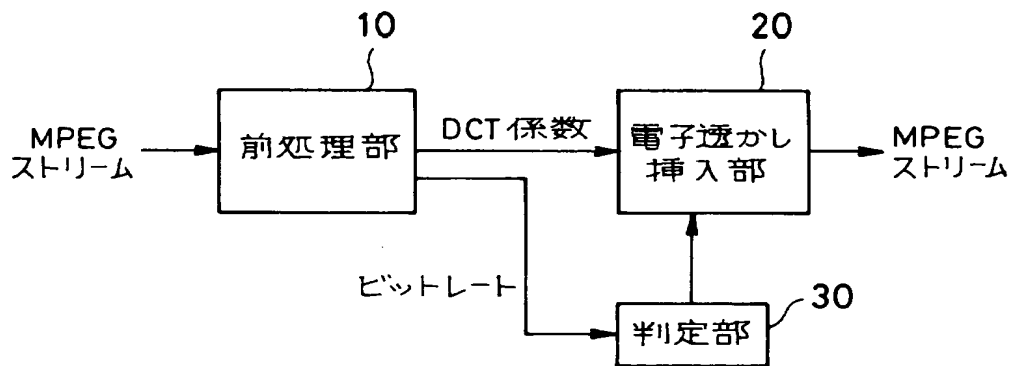 10
20
MPEG
ストリーム
前処理部
DCT係数
電子透かし
挿入部
MPEG
ストリーム
ビットレート
30
判定部